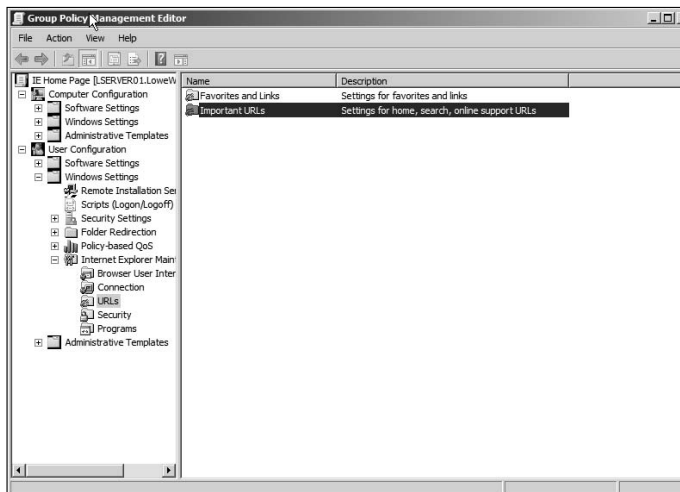 Group Policy Management Editor
File Action View Help
IE Home Page [LSERVER01.LoweW
Computer Configuration
Software Settings
Windows Settings
Administrative Templates
User Configuration
Software Settings
Windows Settings
Remote Installation Ser
Scripts (Logon/Logoff)
Security Settings
Folder Redirection
Policy-based QoS
Internet Explorer Main
Browser User Inter
Connection
URLs
Security
Programs
Administrative Templates
Name Description
Favorites and Links Settings for favorites and links
Important URLs Settings for home, search, online support URLs